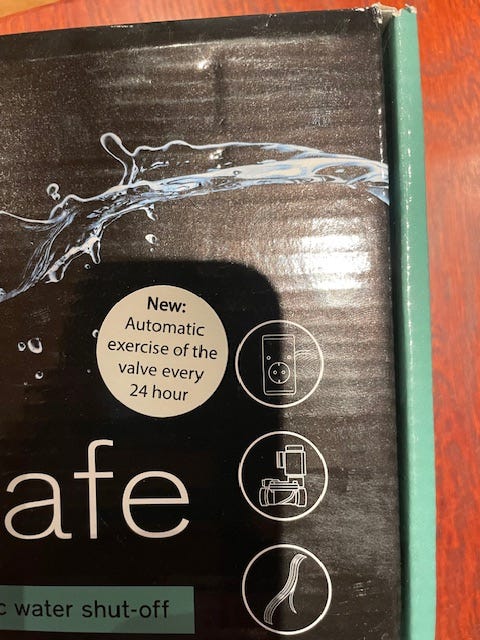 New:
Automatic
exercise of the
valve every
24 hour
afe
c water shut-off